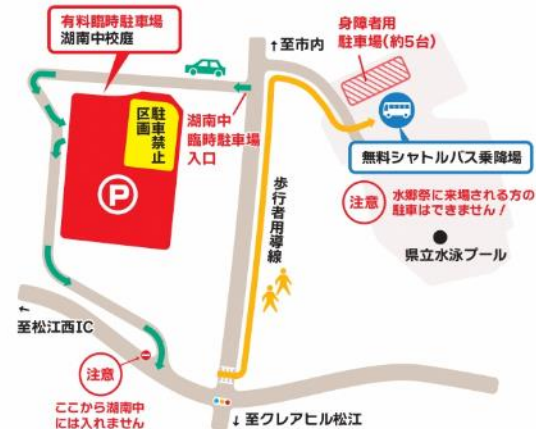 有料臨時駐車場
湖南中校庭
↑至市内
身障者用
駐車場(約5台)
駐車禁止
区画
湖南中
臨時駐車場
入口
P
無料シャトルバス乗降場
歩行者用導線
注意
水郷祭に来場される方の
駐車はできません!
県立水泳プール
←
至松江西IC
注意
ここから湖南中
には入れません
↓至クレアヒル松江